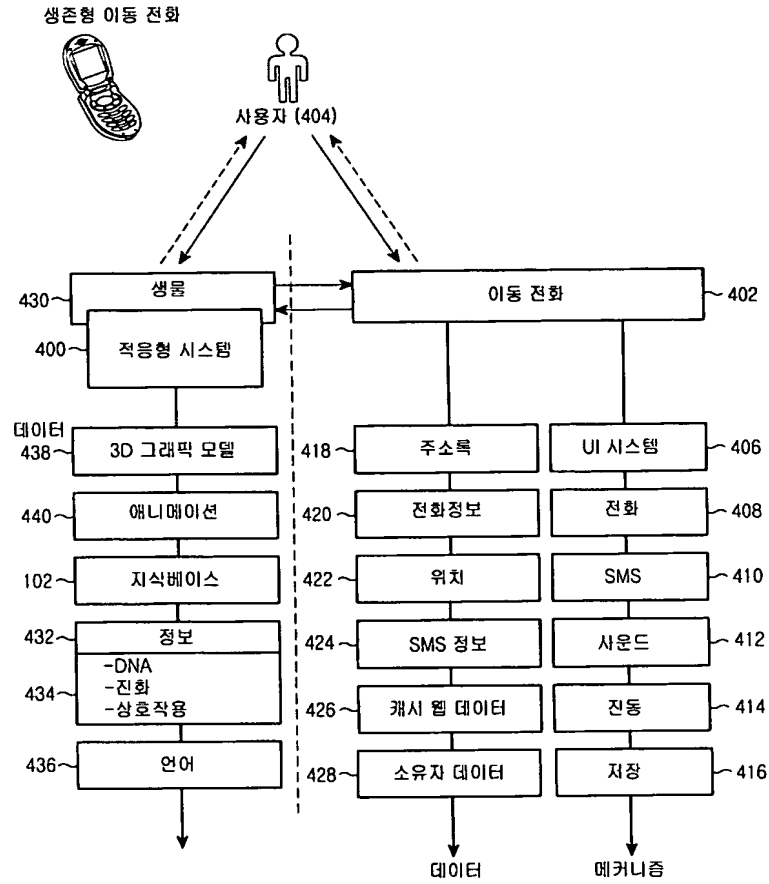 생존형 이동 전화
사용자 (404)
430
생물
이동 전화
402
400
적응형 시스템
데이터
438
3D 그래픽 모델
418
주소록
UI 시스템
406
440
애니메이션
420
전화정보
전화
408
102
지식베이스
422
위치
SMS
410
432
정보
424
SMS 정보
사운드
412
434
-DNA
-진화
-상호작용
426
캐시 웹 데이터
진동
414
436
언어
428
소유자 데이터
저장
416
데이터
메커니즘